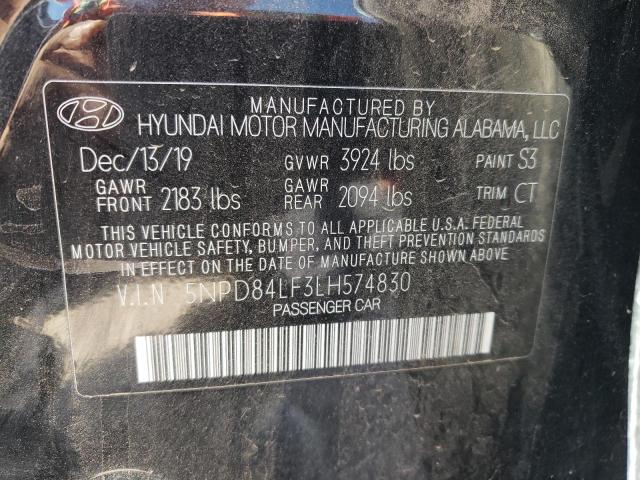 MANUFACTURED BY
HYUNDAI MOTOR MANUFACTURING ALABAMA, LLC
Dec/13/19 GVWR 3924 lbs PAINT S3
GAWR FRONT 2183 lbs GAWR REAR 2094 lbs TRIM CT
THIS VEHICLE CONFORMS TO ALL APPLICABLE U.S.A. FEDERAL
MOTOR VEHICLE SAFETY, BUMPER, AND THEFT PREVENTION STANDARDS
IN EFFECT ON THE DATE OF MANUFACTURE SHOWN ABOVE.
V.I.N 5NPD84LF3LH574830
PASSENGER CAR